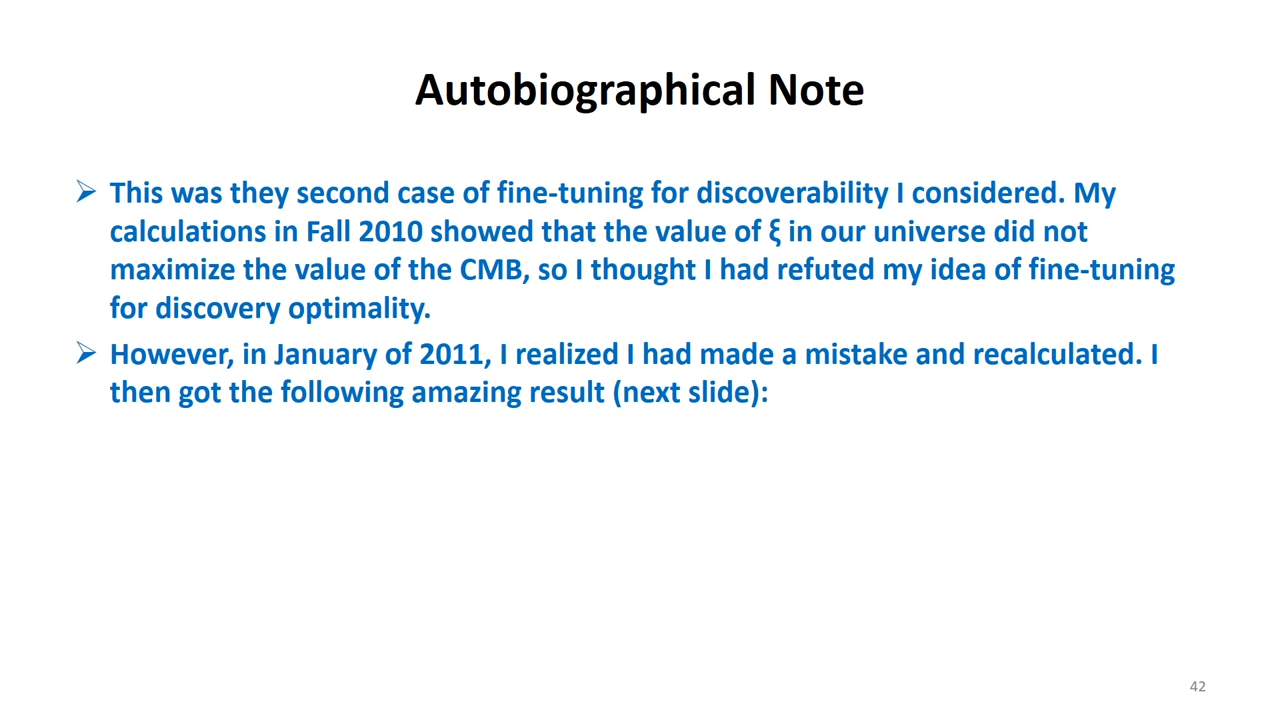 Autobiographical Note
➢ This was they second case of fine-tuning for discoverability I considered. My
calculations in Fall 2010 showed that the value of ξ in our universe did not
maximize the value of the CMB, so I thought I had refuted my idea of fine-tuning
for discovery optimality.
➢ However, in January of 2011, I realized I had made a mistake and recalculated. I
then got the following amazing result (next slide):
42